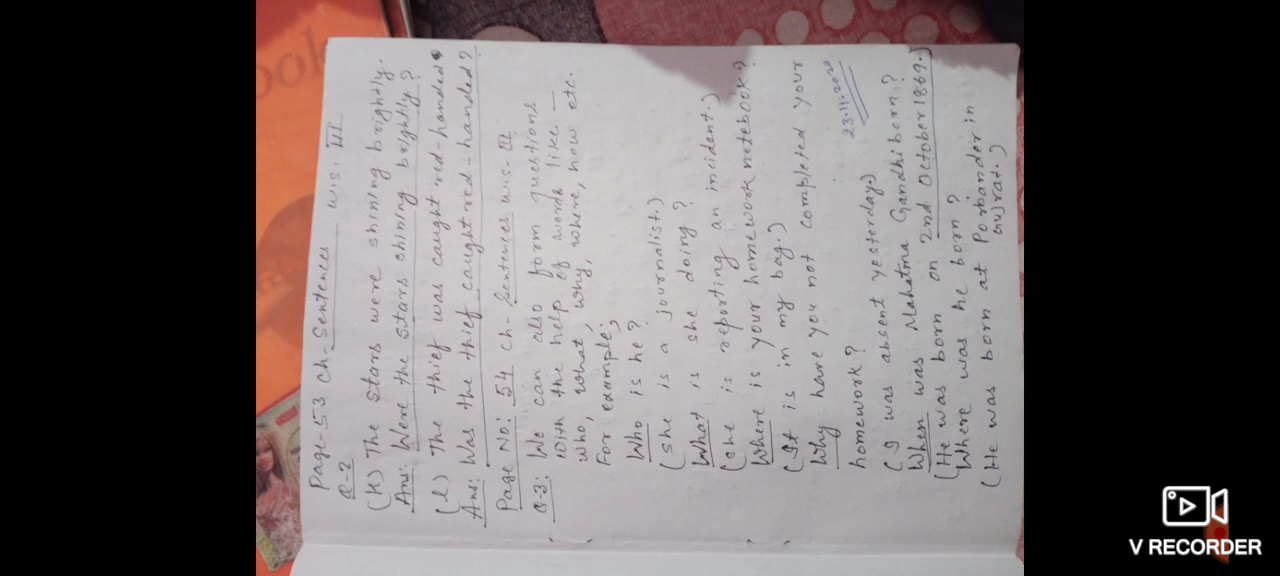 Page-53 Ch-Sentences W.S. III
Q-2
(K) The Stars were shining brightly.
Ans: Were the stars shining brightly?
(l) The thief was caught red-handed.
Ans: Was the thief caught red-handed?
Page No: 54 Ch-Sentences W.S-III
Q-3: We can also form questions
with the help of words like —
who, what, why, where, how etc.
For example;
Who is he?
(She is a journalist.)
What is she doing?
(she is reporting an incident.)
Where is your homework notebook?
(It is in my bag.)
Why have you not completed your
homework? 23.11.2020
(I was absent yesterday.)
When was Mahatma Gandhi born?
(He was born on 2nd October 1869.)
Where was he born?
(He was born at Porbander in
Gujrat.)
V RECORDER